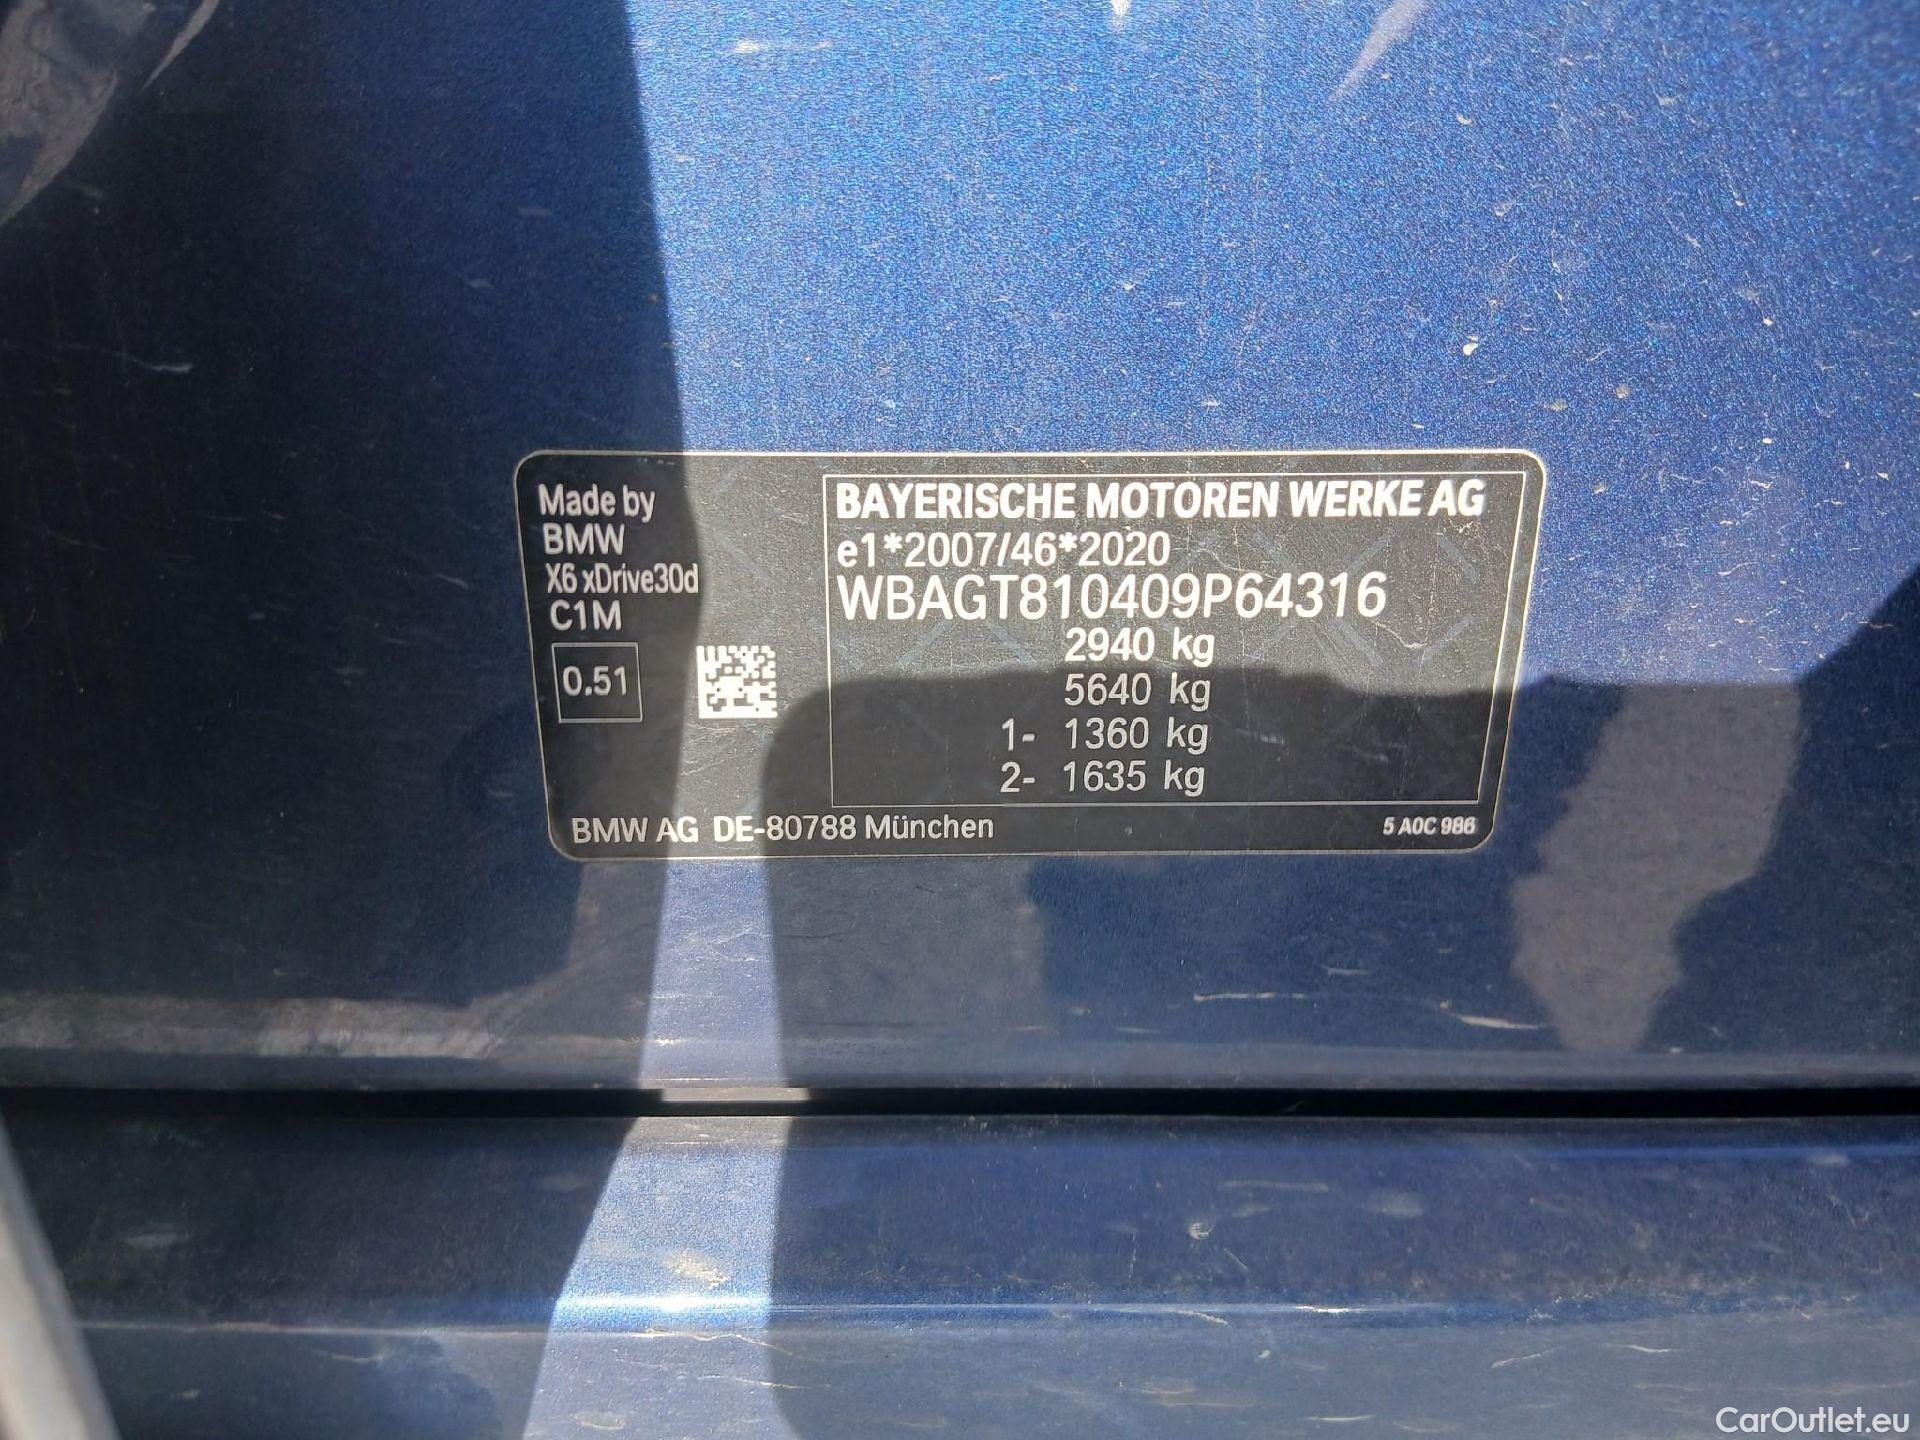 Made by
BMW
X6 xDrive30d
C1M
0.51
BAYERISCHE MOTOREN WERKE AG
e1*2007/46*2020
WBAGT810409P64316
2940 kg
5640 kg
1- 1360 kg
2- 1635 kg
BMW AG DE-80788 München
5 A0C 986
CarOutlet.eu